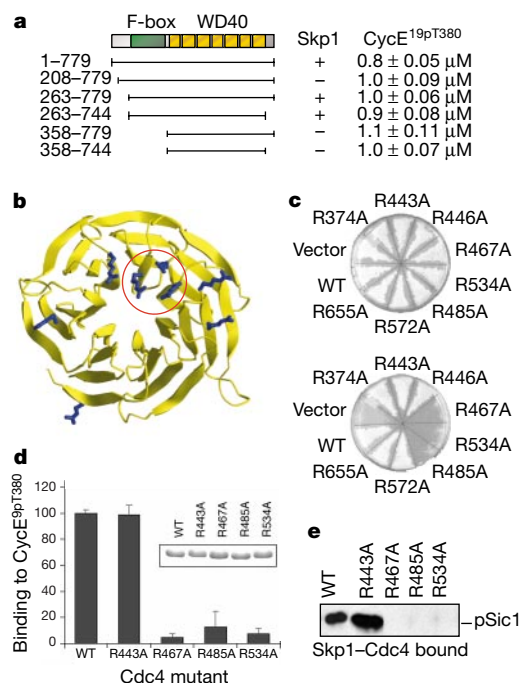 a
F-box WD40
Skp1 CycE19pT380
1–779 + 0.8 ± 0.05 µM
208–779 – 1.0 ± 0.09 µM
263–779 + 1.0 ± 0.06 µM
263–744 + 0.9 ± 0.08 µM
358–779 – 1.1 ± 0.11 µM
358–744 – 1.0 ± 0.07 µM
b
c
R443A
R374A R446A
Vector R467A
WT R534A
R655A R485A
R572A
R443A
R374A R446A
Vector R467A
WT R534A
R655A R485A
R572A
d
Binding to CycE9pT380
120
100
80
60
40
20
0
WT R443A R467A R485A R534A
WT R443A R467A R485A R534A
Cdc4 mutant
e
WT R443A R467A R485A R534A
pSic1
Skp1–Cdc4 bound